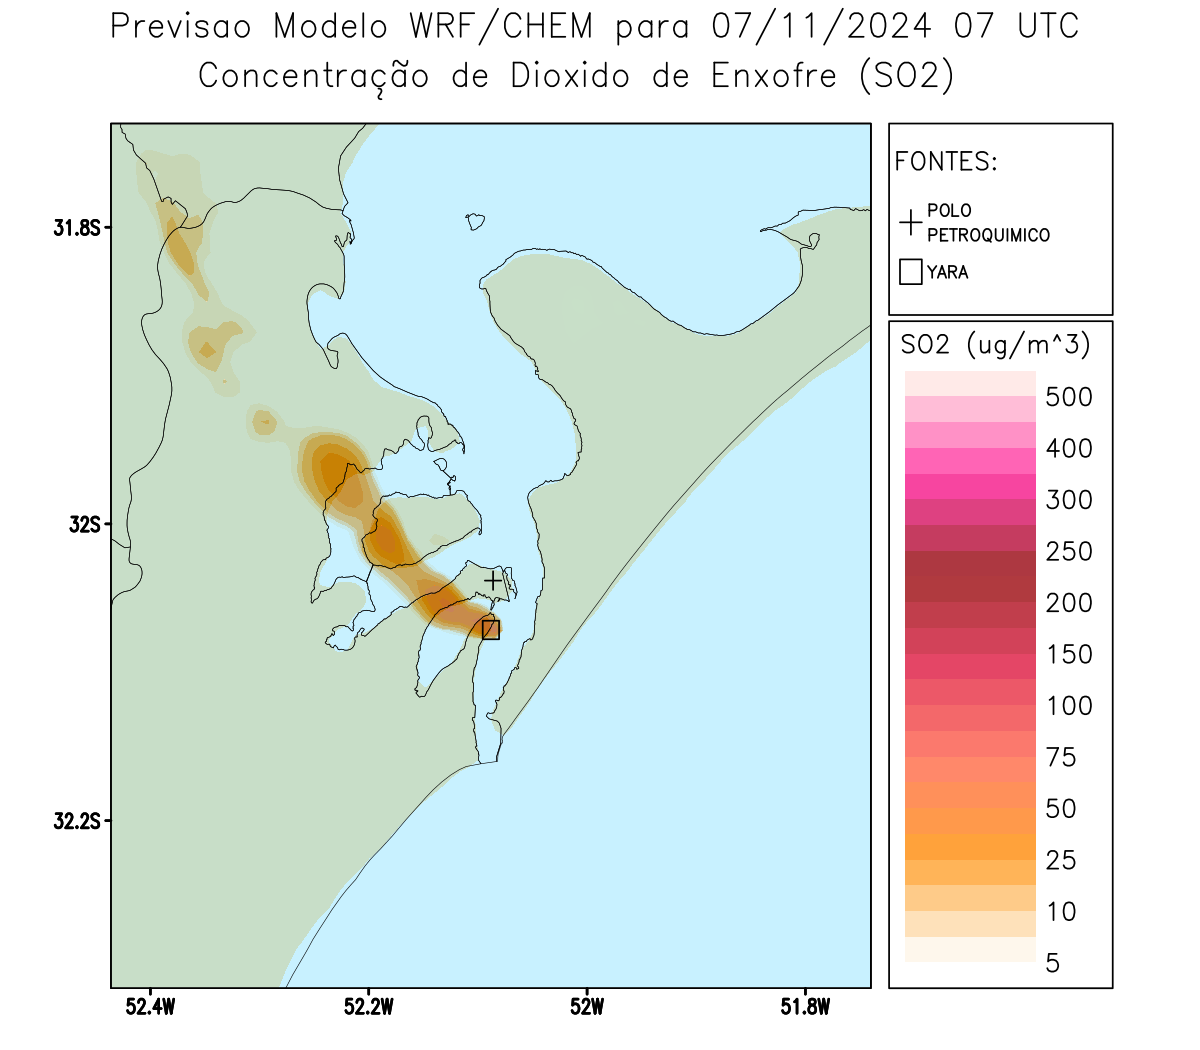 Previsao Modelo WRF/CHEM para 07/11/2024 07 UTC
Concentração de Dioxido de Enxofre (SO2)
FONTES:
POLO
PETROQUIMICO
YARA
SO2 (ug/m^3)
500
400
300
250
200
150
100
75
50
25
10
5
31.8S
32S
32.2S
52.4W
52.2W
52W
51.8W